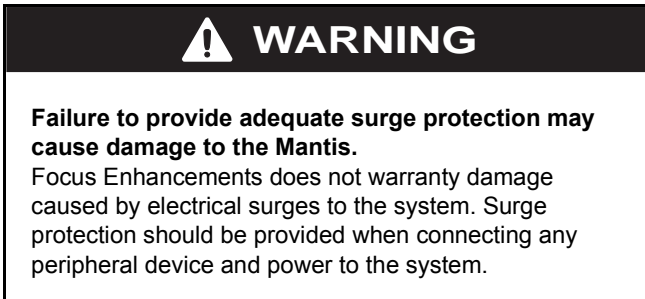 WARNING
Failure to provide adequate surge protection may
cause damage to the Mantis.
Focus Enhancements does not warranty damage
caused by electrical surges to the system. Surge
protection should be provided when connecting any
peripheral device and power to the system.